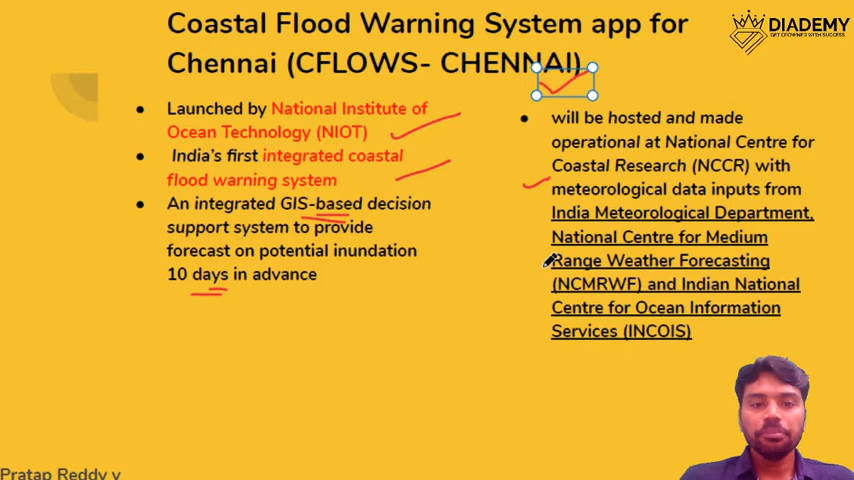 Coastal Flood Warning System app for
Chennai (CFLOWS- CHENNAI)
DIADEMY
GET CROWNED WITH SUCCESS
● Launched by National Institute of
Ocean Technology (NIOT)
● India's first integrated coastal
flood warning system
● An integrated GIS-based decision
support system to provide
forecast on potential inundation
10 days in advance
● will be hosted and made
operational at National Centre for
Coastal Research (NCCR) with
meteorological data inputs from
India Meteorological Department,
National Centre for Medium
Range Weather Forecasting
(NCMRWF) and Indian National
Centre for Ocean Information
Services (INCOIS)
Pratap Reddy v